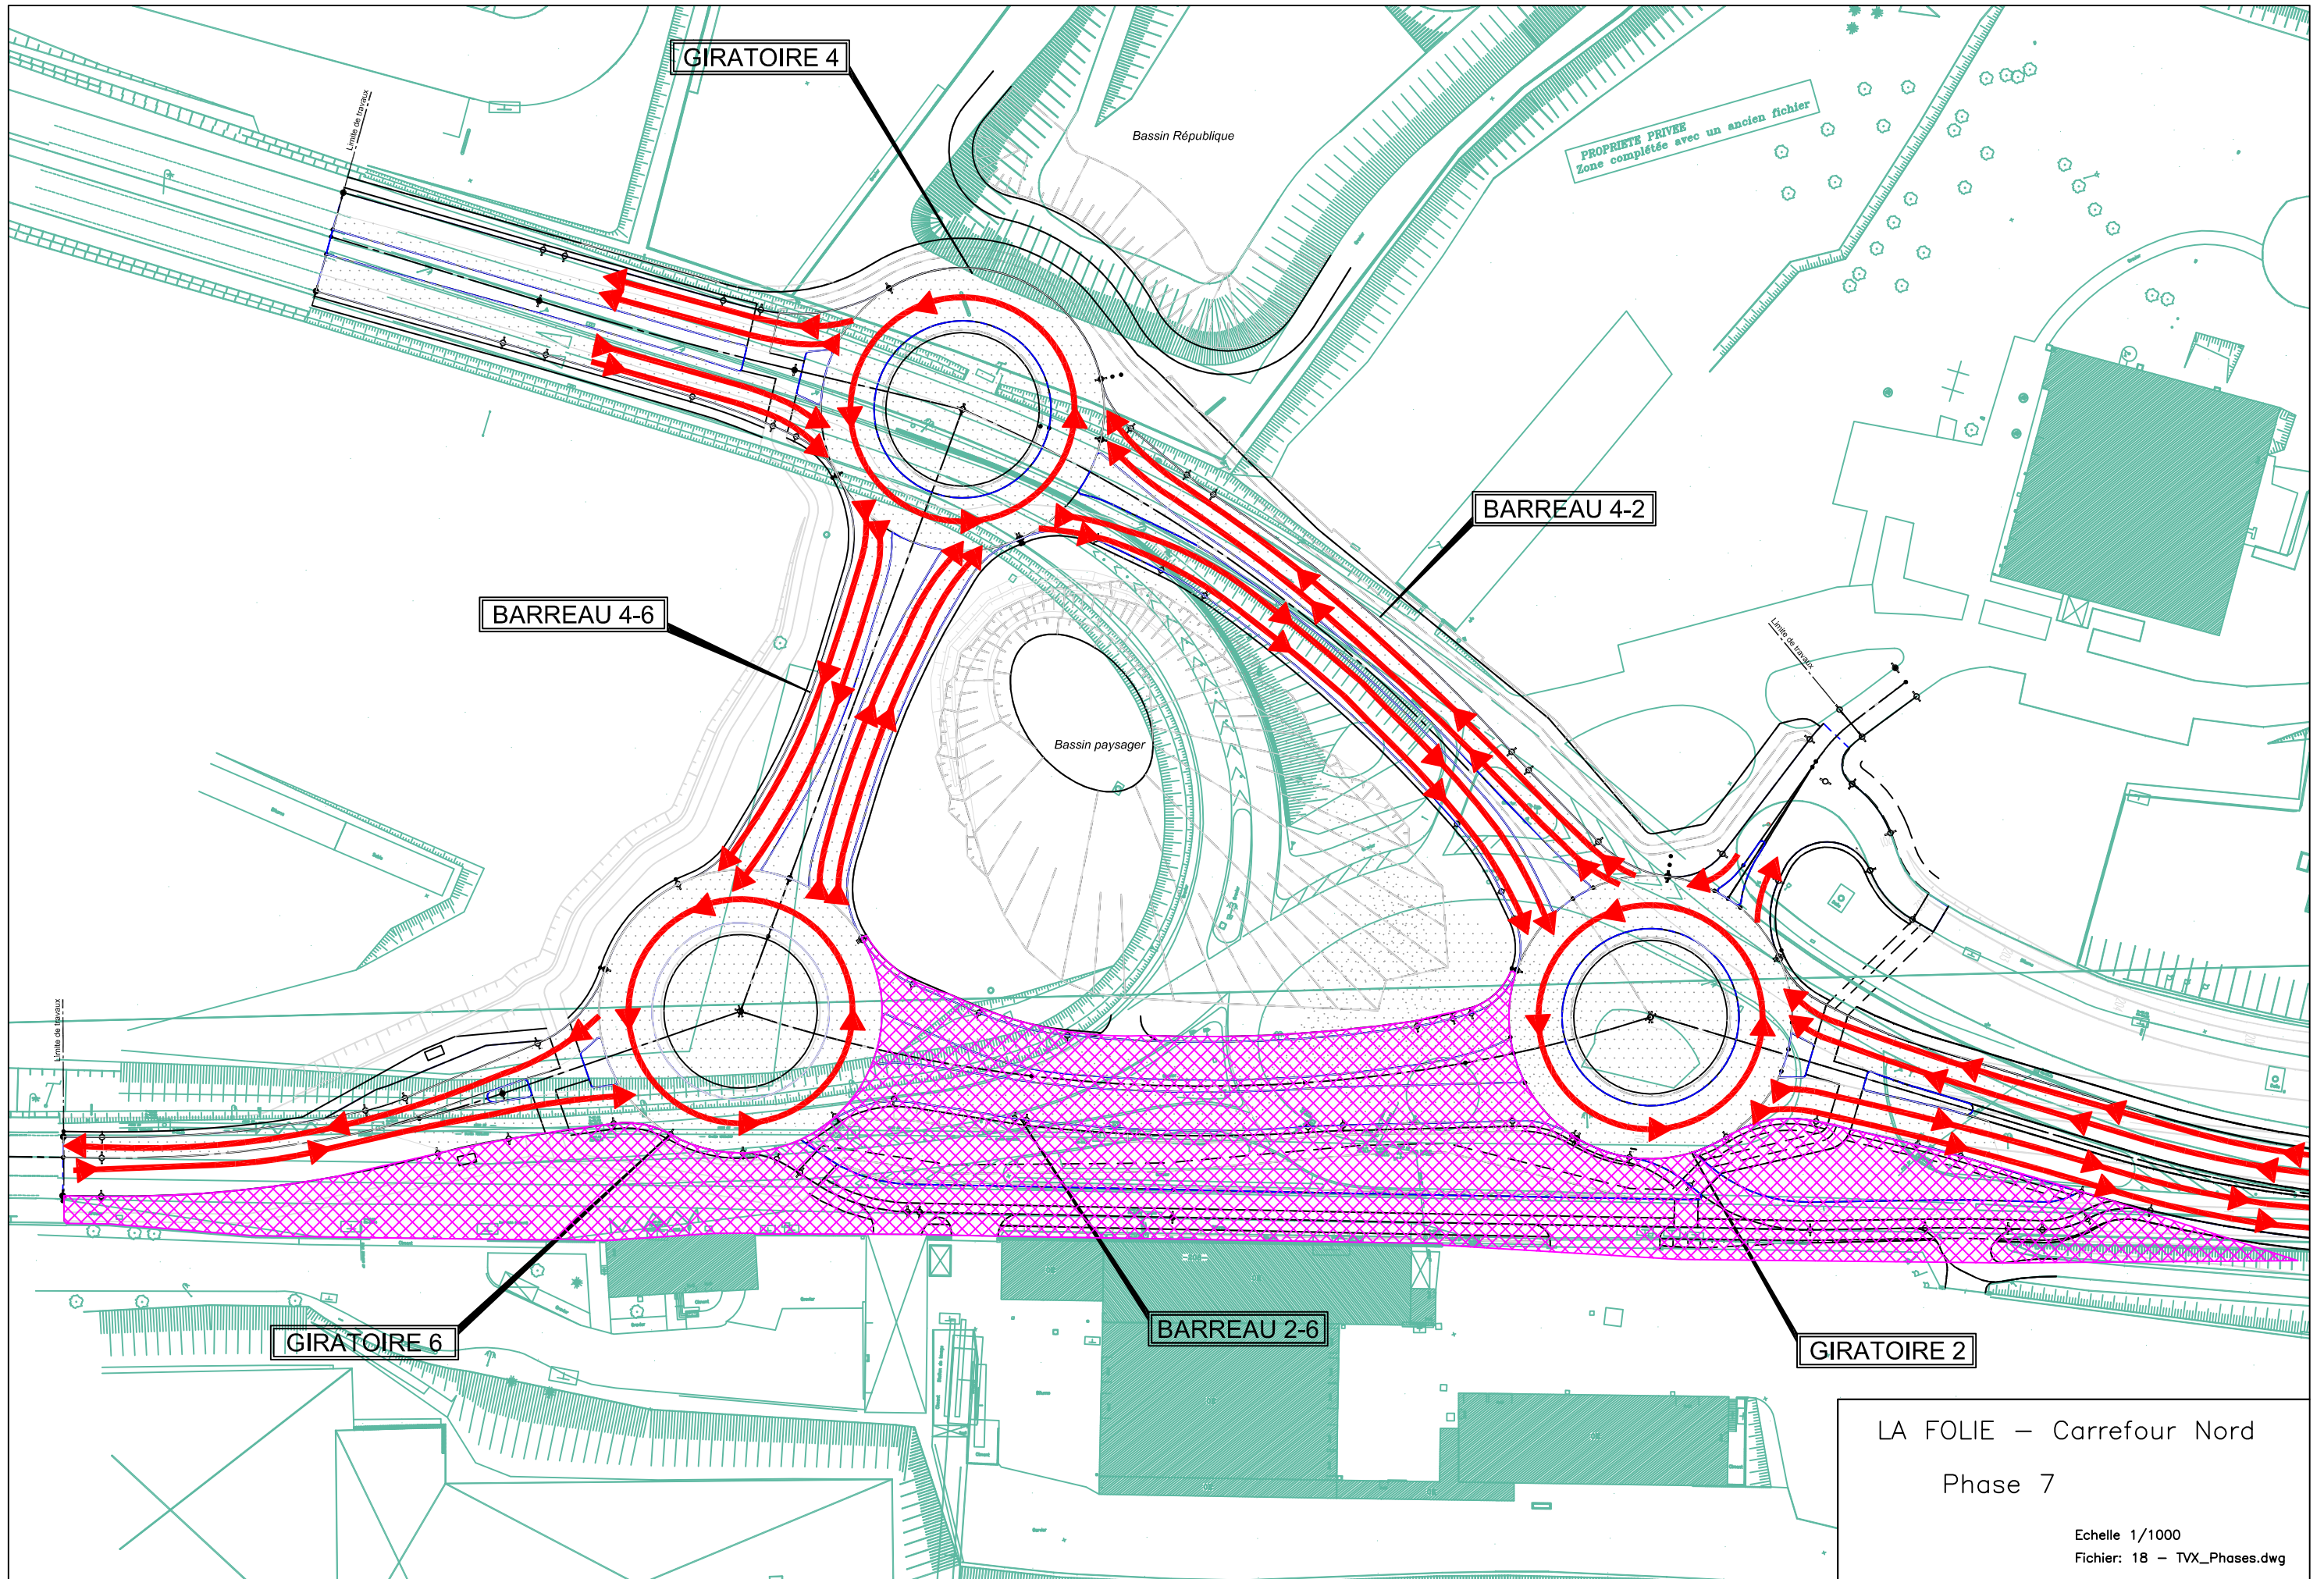 GIRATOIRE 4
Limite de travaux
Bassin République
PROPRIETE PRIVEE
Zone complétée avec un ancien fichier
BARREAU 4-2
BARREAU 4-6
Limite de travaux
Bassin paysager
Limite de travaux
GIRATOIRE 6
BARREAU 2-6
GIRATOIRE 2
LA FOLIE - Carrefour Nord
Phase 7
Echelle 1/1000
Fichier: 18 - TVX_Phases.dwg